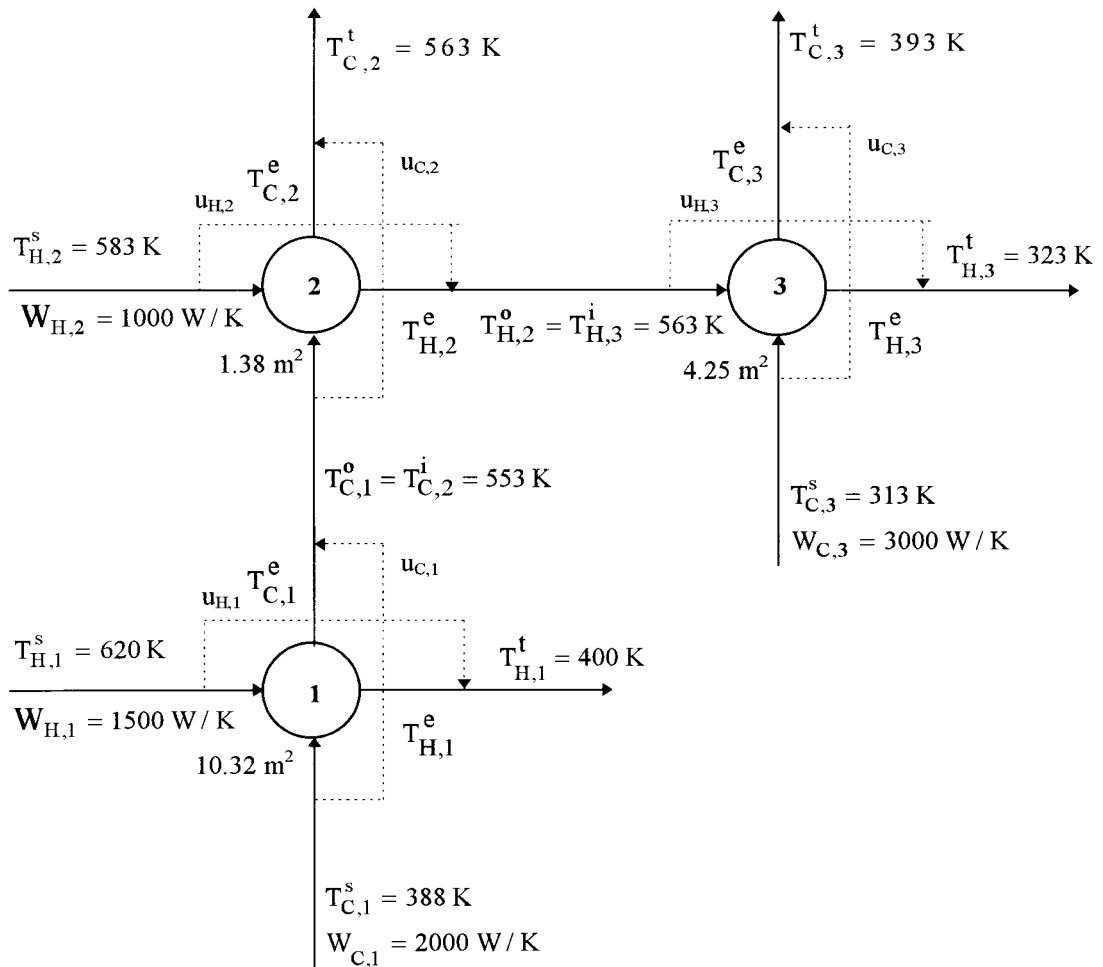 T^t_{C,2} = 563 K
T^t_{C,3} = 393 K
u_{C,2}
u_{C,3}
T^e_{C,2}
T^e_{C,3}
u_{H,2}
u_{H,3}
T^s_{H,2} = 583 K
T^t_{H,3} = 323 K
2
3
W_{H,2} = 1000 W / K
T^e_{H,2}
T^o_{H,2} = T^i_{H,3} = 563 K
T^e_{H,3}
1.38 m²
4.25 m²
T^o_{C,1} = T^i_{C,2} = 553 K
T^s_{C,3} = 313 K
W_{C,3} = 3000 W / K
u_{C,1}
u_{H,1}
T^e_{C,1}
T^s_{H,1} = 620 K
T^t_{H,1} = 400 K
1
W_{H,1} = 1500 W / K
T^e_{H,1}
10.32 m²
T^s_{C,1} = 388 K
W_{C,1} = 2000 W / K